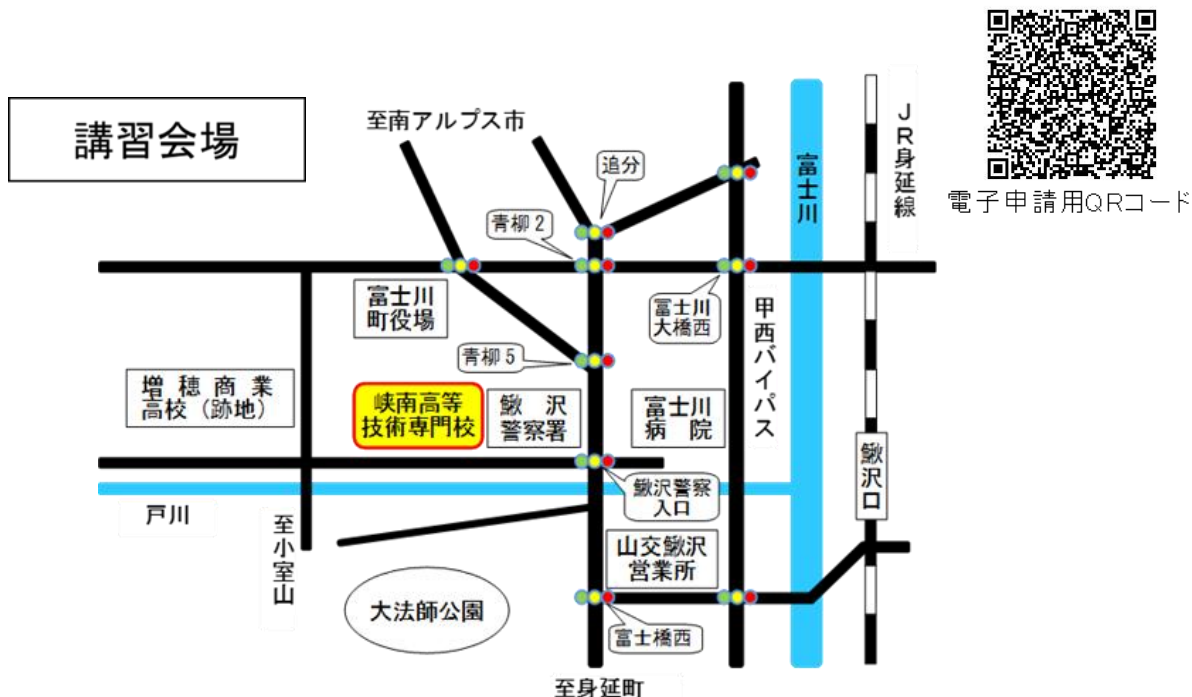 講習会場
電子申請用QRコード
至南アルプス市
追分
青柳2
富士川
JR身延線
富士川
町役場
富士川
大橋西
甲西バイパス
青柳5
増穂商業
高校(跡地)
峡南高等
技術専門校
鰍沢
警察署
富士川
病院
鰍沢口
鰍沢警察
入口
戸川
至小室山
山交鰍沢
営業所
大法師公園
富士橋西
至身延町